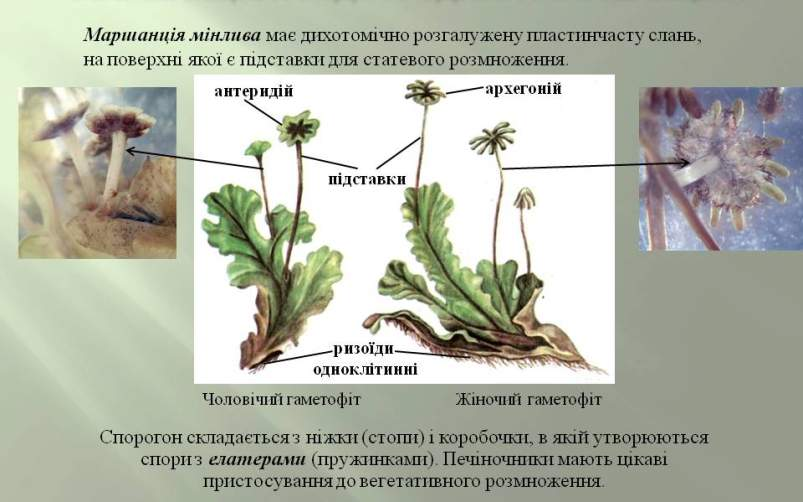 Маршанція мінлива має дихотомічно розгалужену пластинчасту слань,
на поверхні якої є підставки для статевого розмноження.
антеридій
архегоній
підставки
ризоїди
одноклітинні
Чоловічий гаметофіт
Жіночий гаметофіт
Спорогон складається з ніжки (стопи) і коробочки, в якій утворюються
спори з елатерами (пружинками). Печіночники мають цікаві
пристосування до вегетативного розмноження.